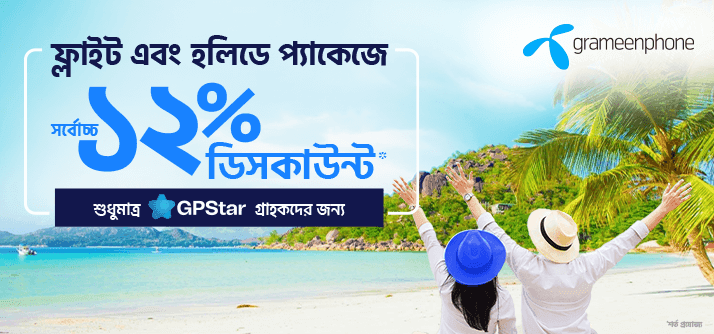 ফ্লাইট এবং হলিডে প্যাকেজে
grameenphone
সর্বোচ্চ ১২%
ডিসকাউন্ট*
শুধুমাত্র GPStar গ্রাহকদের জন্য
*শর্ত প্রযোজ্য